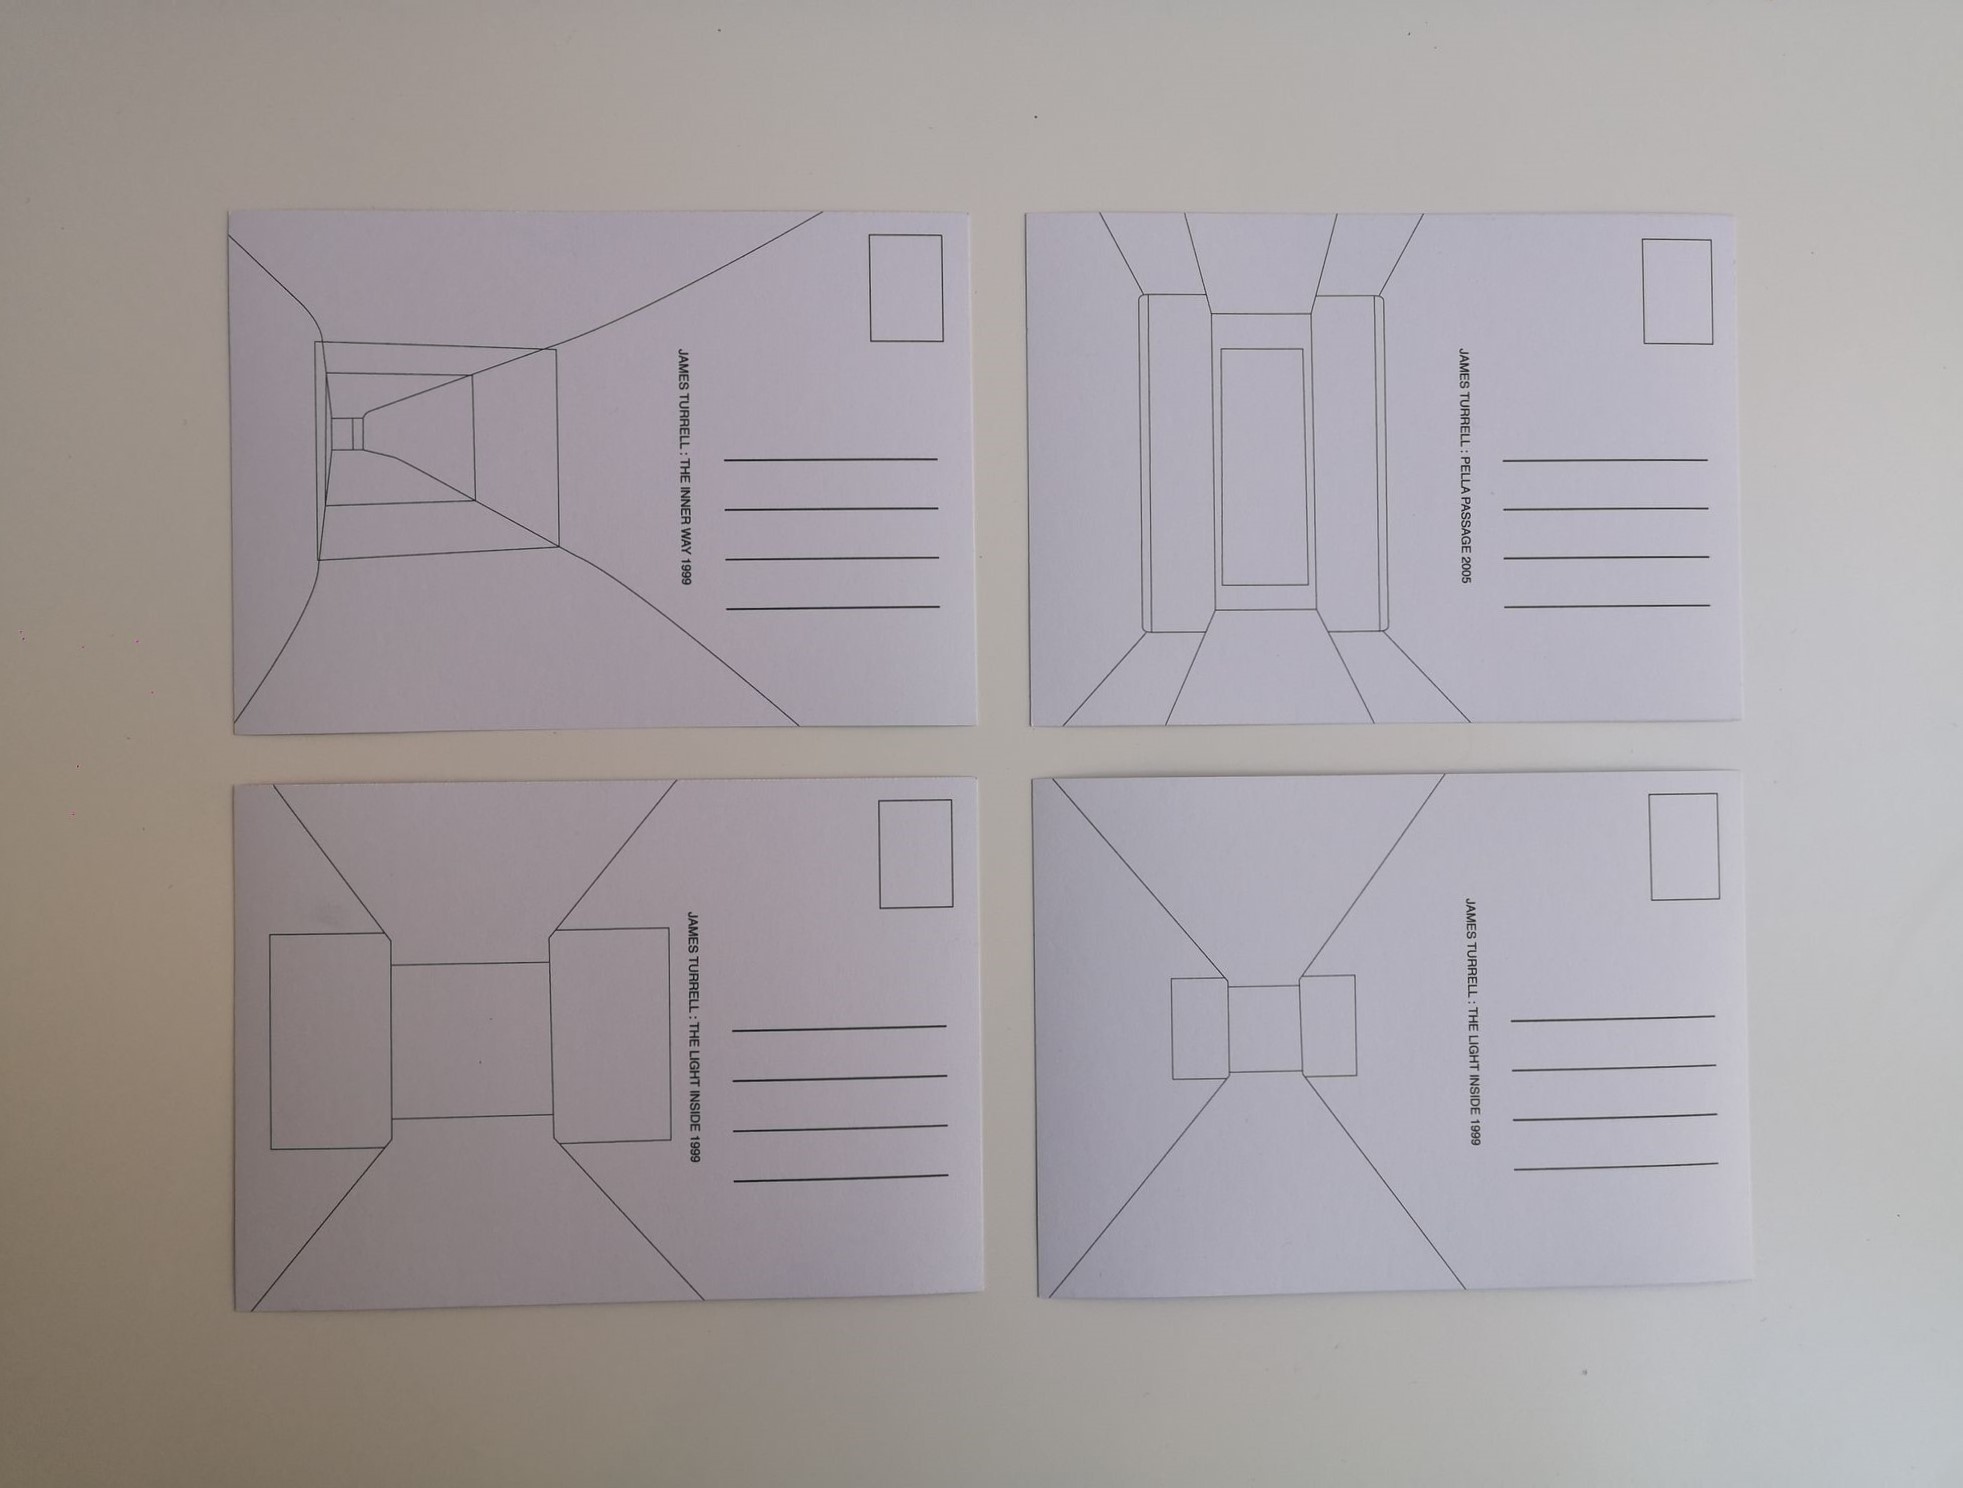 JAMES TURRELL : THE INNER WAY 1999
JAMES TURRELL : PELLA PASSAGE 2005
JAMES TURRELL : THE LIGHT INSIDE 1999
JAMES TURRELL : THE LIGHT INSIDE 1999